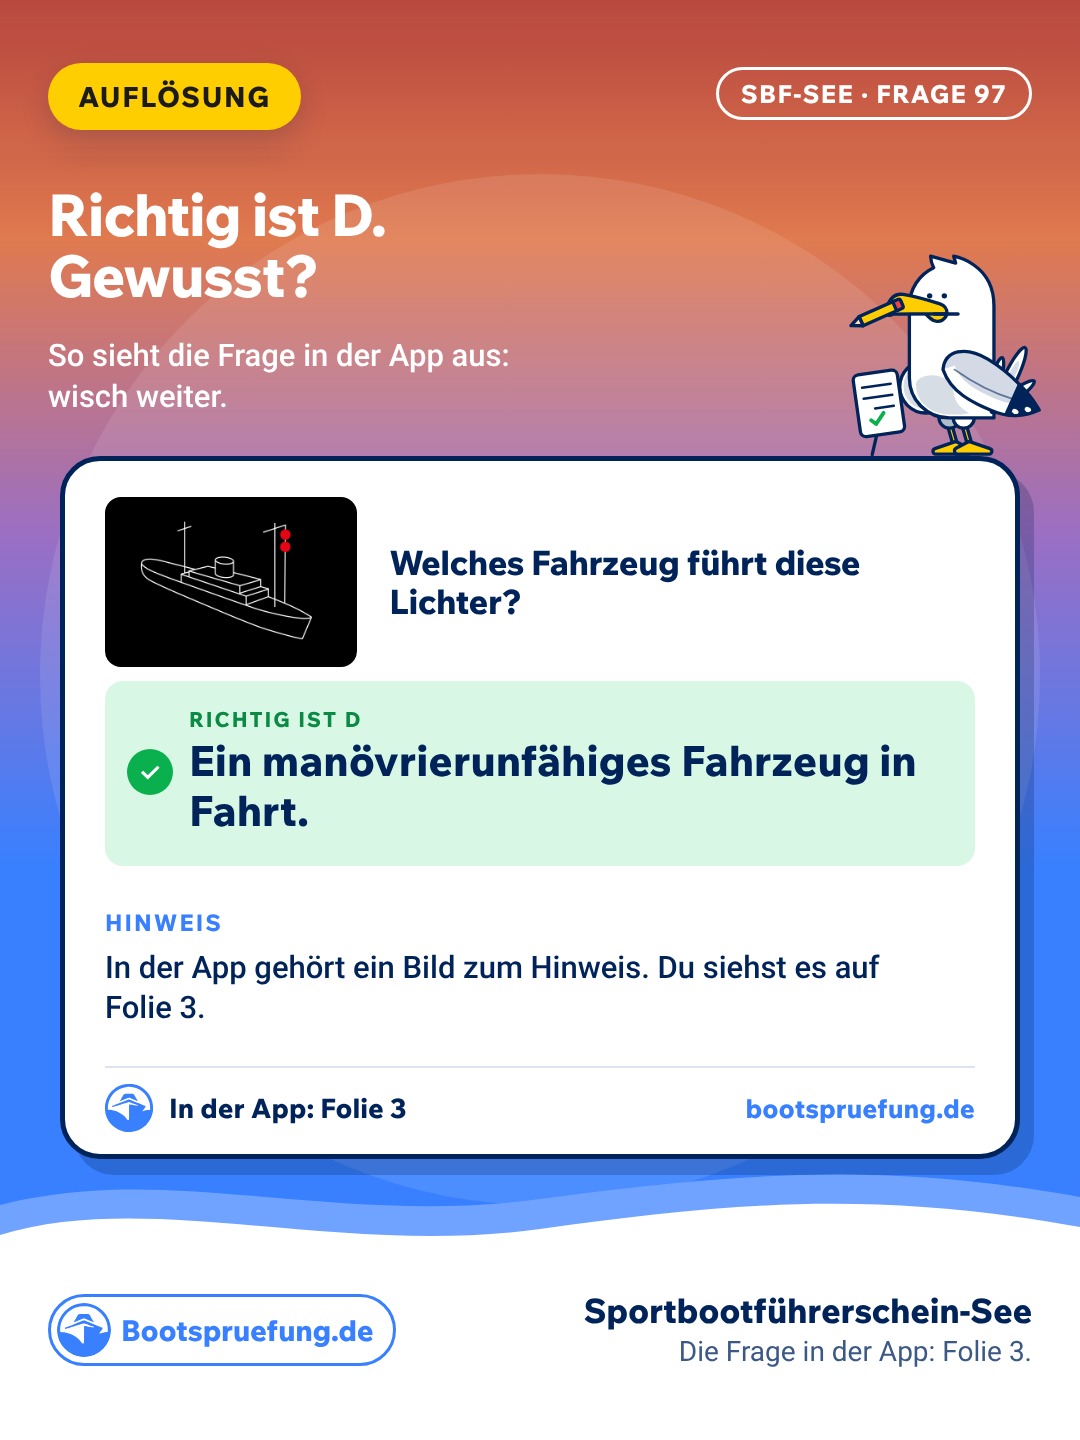 AUFLÖSUNG
SBF-SEE · FRAGE 97
Richtig ist D.
Gewusst?
So sieht die Frage in der App aus:
wisch weiter.
Welches Fahrzeug führt diese
Lichter?
RICHTIG IST D
Ein manövrierunfähiges Fahrzeug in
Fahrt.
HINWEIS
In der App gehört ein Bild zum Hinweis. Du siehst es auf
Folie 3.
In der App: Folie 3
bootspruefung.de
Bootspruefung.de
Sportbootführerschein-See
Die Frage in der App: Folie 3.